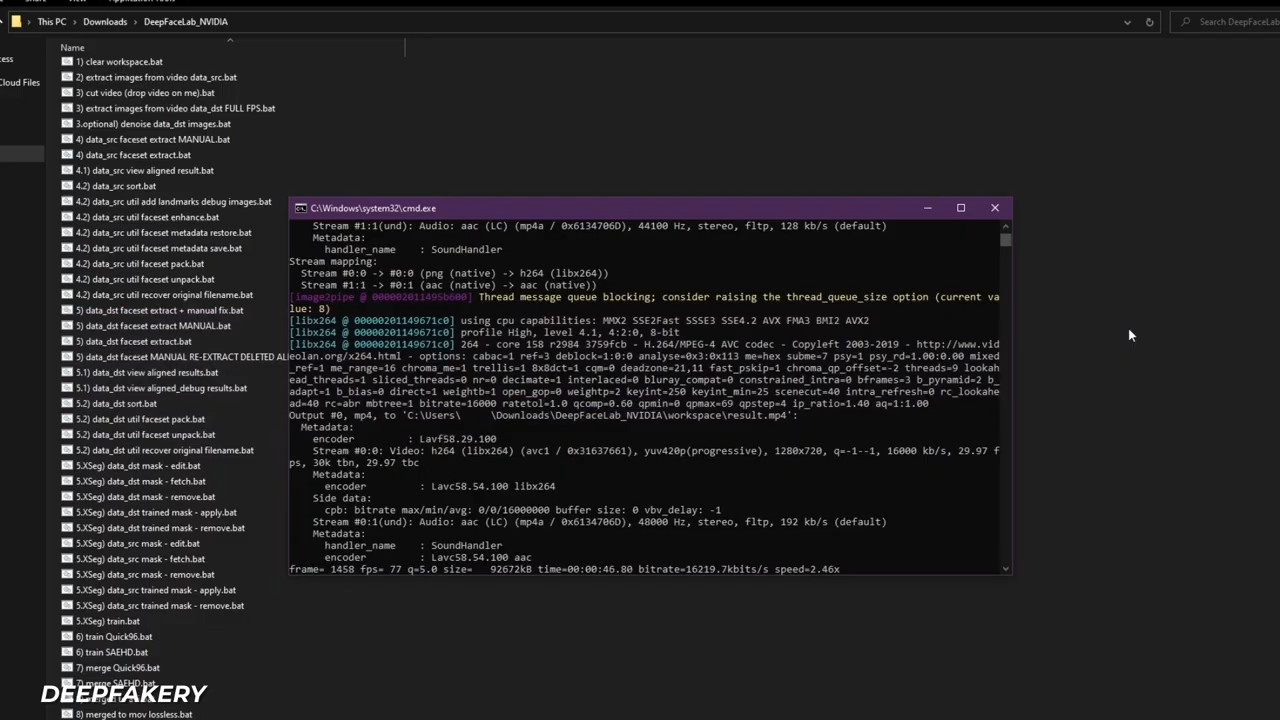 This PC > Downloads > DeepFaceLab_NVIDIA
Search DeepFaceLab
Name
1) clear workspace.bat
2) extract images from video data_src.bat
3) cut video (drop video on me).bat
3) extract images from video data_dst FULL FPS.bat
3.optional) denoise data_dst images.bat
4) data_src faceset extract MANUAL.bat
4) data_src faceset extract.bat
4.1) data_src view aligned result.bat
4.2) data_src sort.bat
4.2) data_src util add landmarks debug images.bat
4.2) data_src util faceset enhance.bat
4.2) data_src util faceset metadata restore.bat
4.2) data_src util faceset metadata save.bat
4.2) data_src util faceset pack.bat
4.2) data_src util faceset unpack.bat
4.2) data_src util recover original filename.bat
5) data_dst faceset extract + manual fix.bat
5) data_dst faceset extract MANUAL.bat
5) data_dst faceset extract.bat
5) data_dst faceset MANUAL RE-EXTRACT DELETED AL
5.1) data_dst view aligned results.bat
5.1) data_dst view aligned_debug results.bat
5.2) data_dst sort.bat
5.2) data_dst util faceset pack.bat
5.2) data_dst util faceset unpack.bat
5.2) data_dst util recover original filename.bat
5.XSeg) data_dst mask - edit.bat
5.XSeg) data_dst mask - fetch.bat
5.XSeg) data_dst mask - remove.bat
5.XSeg) data_dst trained mask - apply.bat
5.XSeg) data_dst trained mask - remove.bat
5.XSeg) data_src mask - edit.bat
5.XSeg) data_src mask - fetch.bat
5.XSeg) data_src mask - remove.bat
5.XSeg) data_src trained mask - apply.bat
5.XSeg) data_src trained mask - remove.bat
5.XSeg) train.bat
6) train Quick96.bat
6) train SAEHD.bat
7) merge Quick96.bat
7) merge SAEHD.bat
8) merged to mov lossless.bat
cess
Cloud Files
C:\Windows\system32\cmd.exe
Stream #1:1(und): Audio: aac (LC) (mp4a / 0x6134706D), 44100 Hz, stereo, fltp, 128 kb/s (default)
Metadata:
handler_name : SoundHandler
Stream mapping:
Stream #0:0 -> #0:0 (png (native) -> h264 (libx264))
Stream #1:1 -> #0:1 (aac (native) -> aac (native))
[image2pipe @ 000002011495b600] Thread message queue blocking; consider raising the thread_queue_size option (current va
lue: 8)
[libx264 @ 00000201149671c0] using cpu capabilities: MMX2 SSE2Fast SSSE3 SSE4.2 AVX FMA3 BMI2 AVX2
[libx264 @ 00000201149671c0] profile High, level 4.1, 4:2:0, 8-bit
[libx264 @ 00000201149671c0] 264 - core 158 r2984 3759fcb - H.264/MPEG-4 AVC codec - Copyleft 2003-2019 - http://www.vid
eolan.org/x264.html - options: cabac=1 ref=3 deblock=1:0:0 analyse=0x3:0x113 me=hex subme=7 psy=1 psy_rd=1.00:0.00 mixed
_ref=1 me_range=16 chroma_me=1 trellis=1 8x8dct=1 cqm=0 deadzone=21,11 fast_pskip=1 chroma_qp_offset=-2 threads=9 lookah
ead_threads=1 sliced_threads=0 nr=0 decimate=1 interlaced=0 bluray_compat=0 constrained_intra=0 bframes=3 b_pyramid=2 b_
adapt=1 b_bias=0 direct=1 weightb=1 open_gop=0 weightp=2 keyint=250 keyint_min=25 scenecut=40 intra_refresh=0 rc_lookahe
ad=40 rc=abr mbtree=1 bitrate=16000 ratetol=1.0 qcomp=0.60 qpmin=0 qpmax=69 qpstep=4 ip_ratio=1.40 aq=1:1.00
Output #0, mp4, to 'C:\Users\ \Downloads\DeepFaceLab_NVIDIA\workspace\result.mp4':
Metadata:
encoder : Lavf58.29.100
Stream #0:0: Video: h264 (libx264) (avc1 / 0x31637661), yuv420p(progressive), 1280x720, q=-1--1, 16000 kb/s, 29.97 f
ps, 30k tbn, 29.97 tbc
Metadata:
encoder : Lavc58.54.100 libx264
Side data:
cpb: bitrate max/min/avg: 0/0/16000000 buffer size: 0 vbv_delay: -1
Stream #0:1(und): Audio: aac (LC) (mp4a / 0x6134706D), 48000 Hz, stereo, fltp, 192 kb/s (default)
Metadata:
handler_name : SoundHandler
encoder : Lavc58.54.100 aac
frame= 1458 fps= 77 q=5.0 size= 92672kB time=00:00:46.80 bitrate=16219.7kbits/s speed=2.46x
DEEPFAKERY